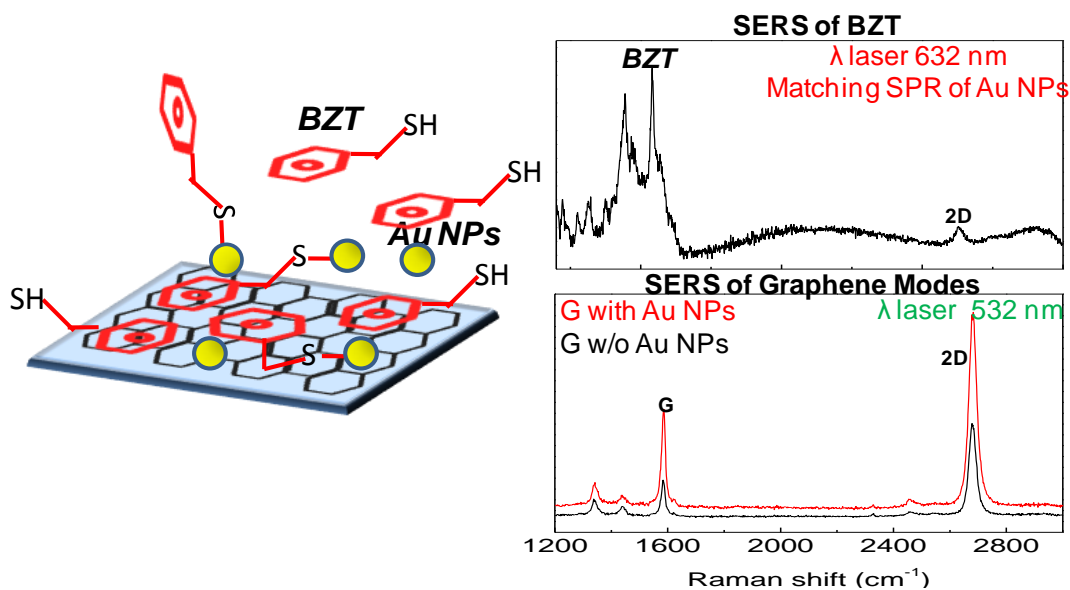 BZT
SH
SH
Au NPs
S
S
SH
SH
S
SERS of BZT
BZT
λ laser 632 nm
Matching SPR of Au NPs
2D
SERS of Graphene Modes
G with Au NPs
λ laser 532 nm
G w/o Au NPs
2D
G
1200 1600 2000 2400 2800
Raman shift (cm⁻¹)